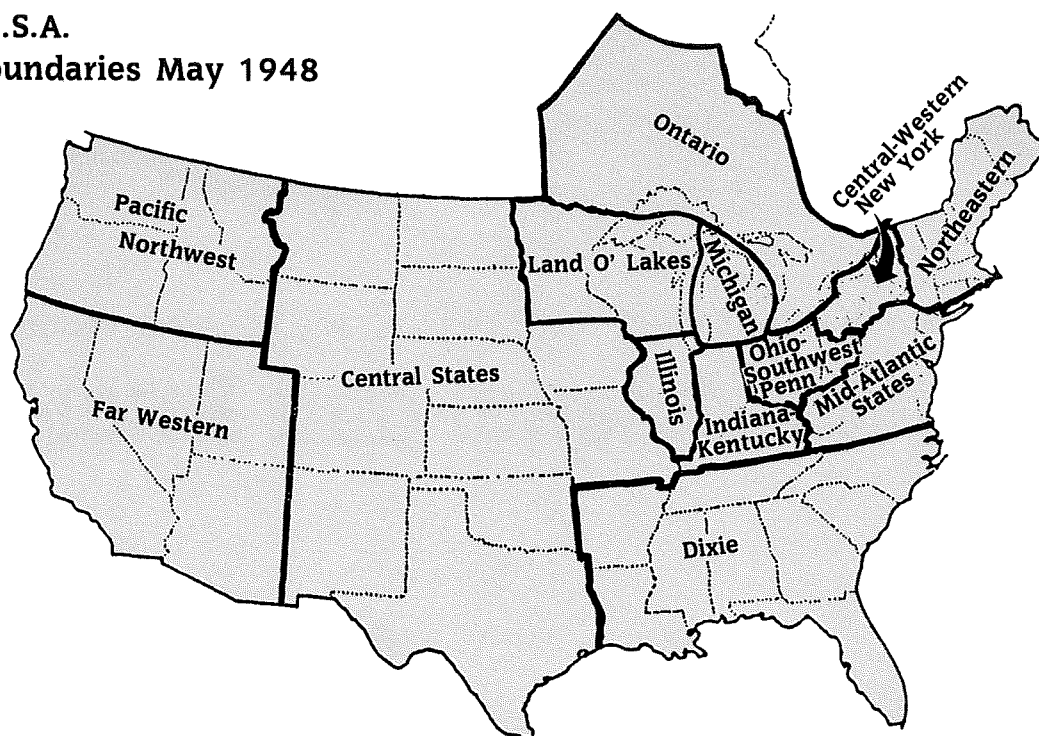 .S.A.
oundaries May 1948
Ontario
Central-Western
New York
Northeastern
Pacific
Northwest
Land O' Lakes
Michigan
Ohio-
Southwest
Penn
Mid-Atlantic
States
Illinois
Indiana-
Kentucky
Central States
Far Western
Dixie